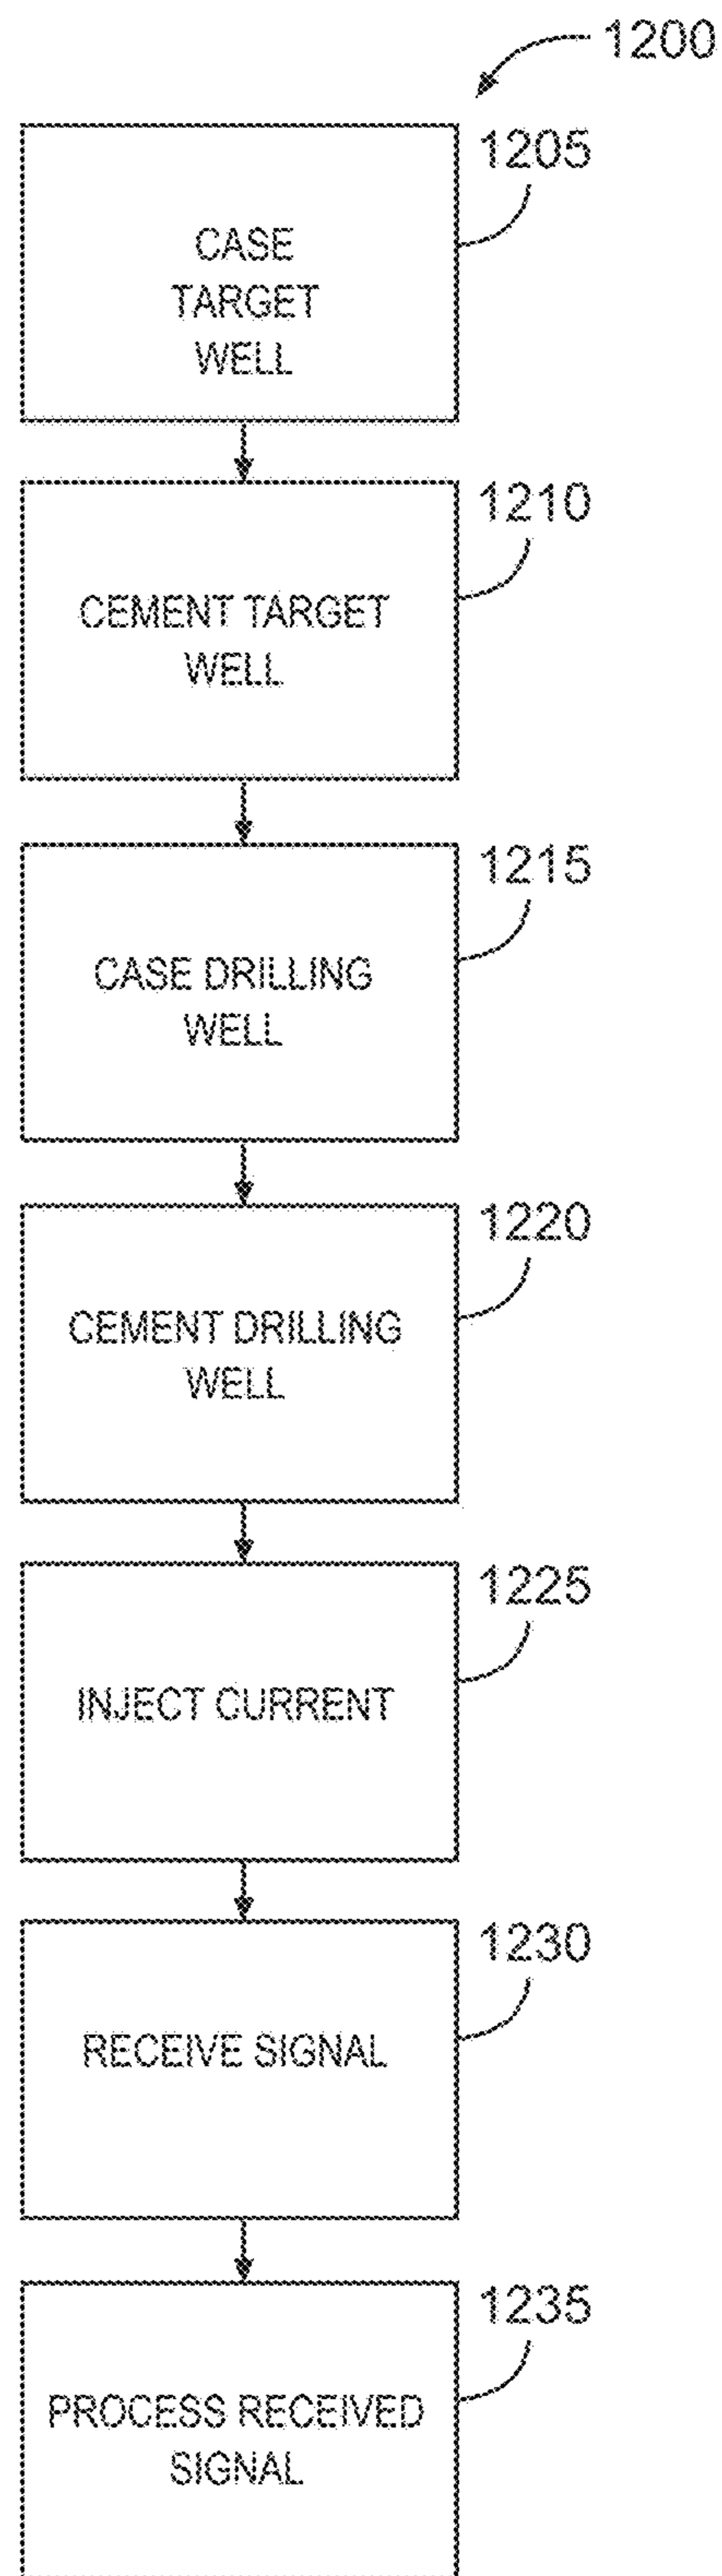 1200
1205
CASE
TARGET
WELL
1210
CEMENT TARGET
WELL
1215
CASE DRILLING
WELL
1220
CEMENT DRILLING
WELL
1225
INJECT CURRENT
1230
RECEIVE SIGNAL
1235
PROCESS RECEIVED
SIGNAL